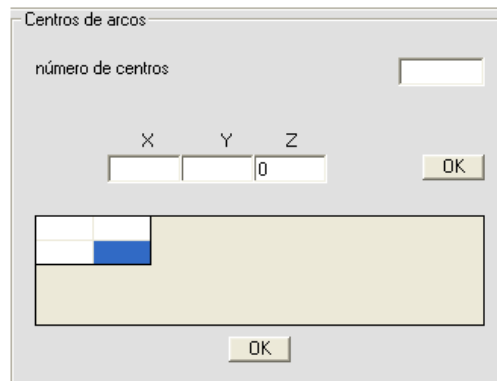 Centros de arcos
número de centros
X Y Z
0
OK
OK